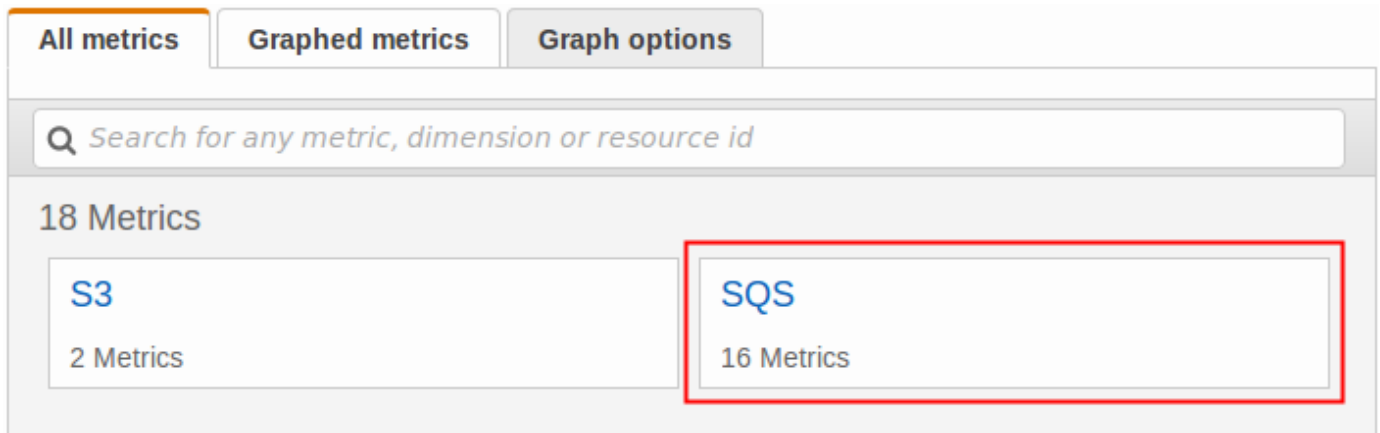 All metrics Graphed metrics Graph options
Search for any metric, dimension or resource id
18 Metrics
S3 SQS
2 Metrics 16 Metrics